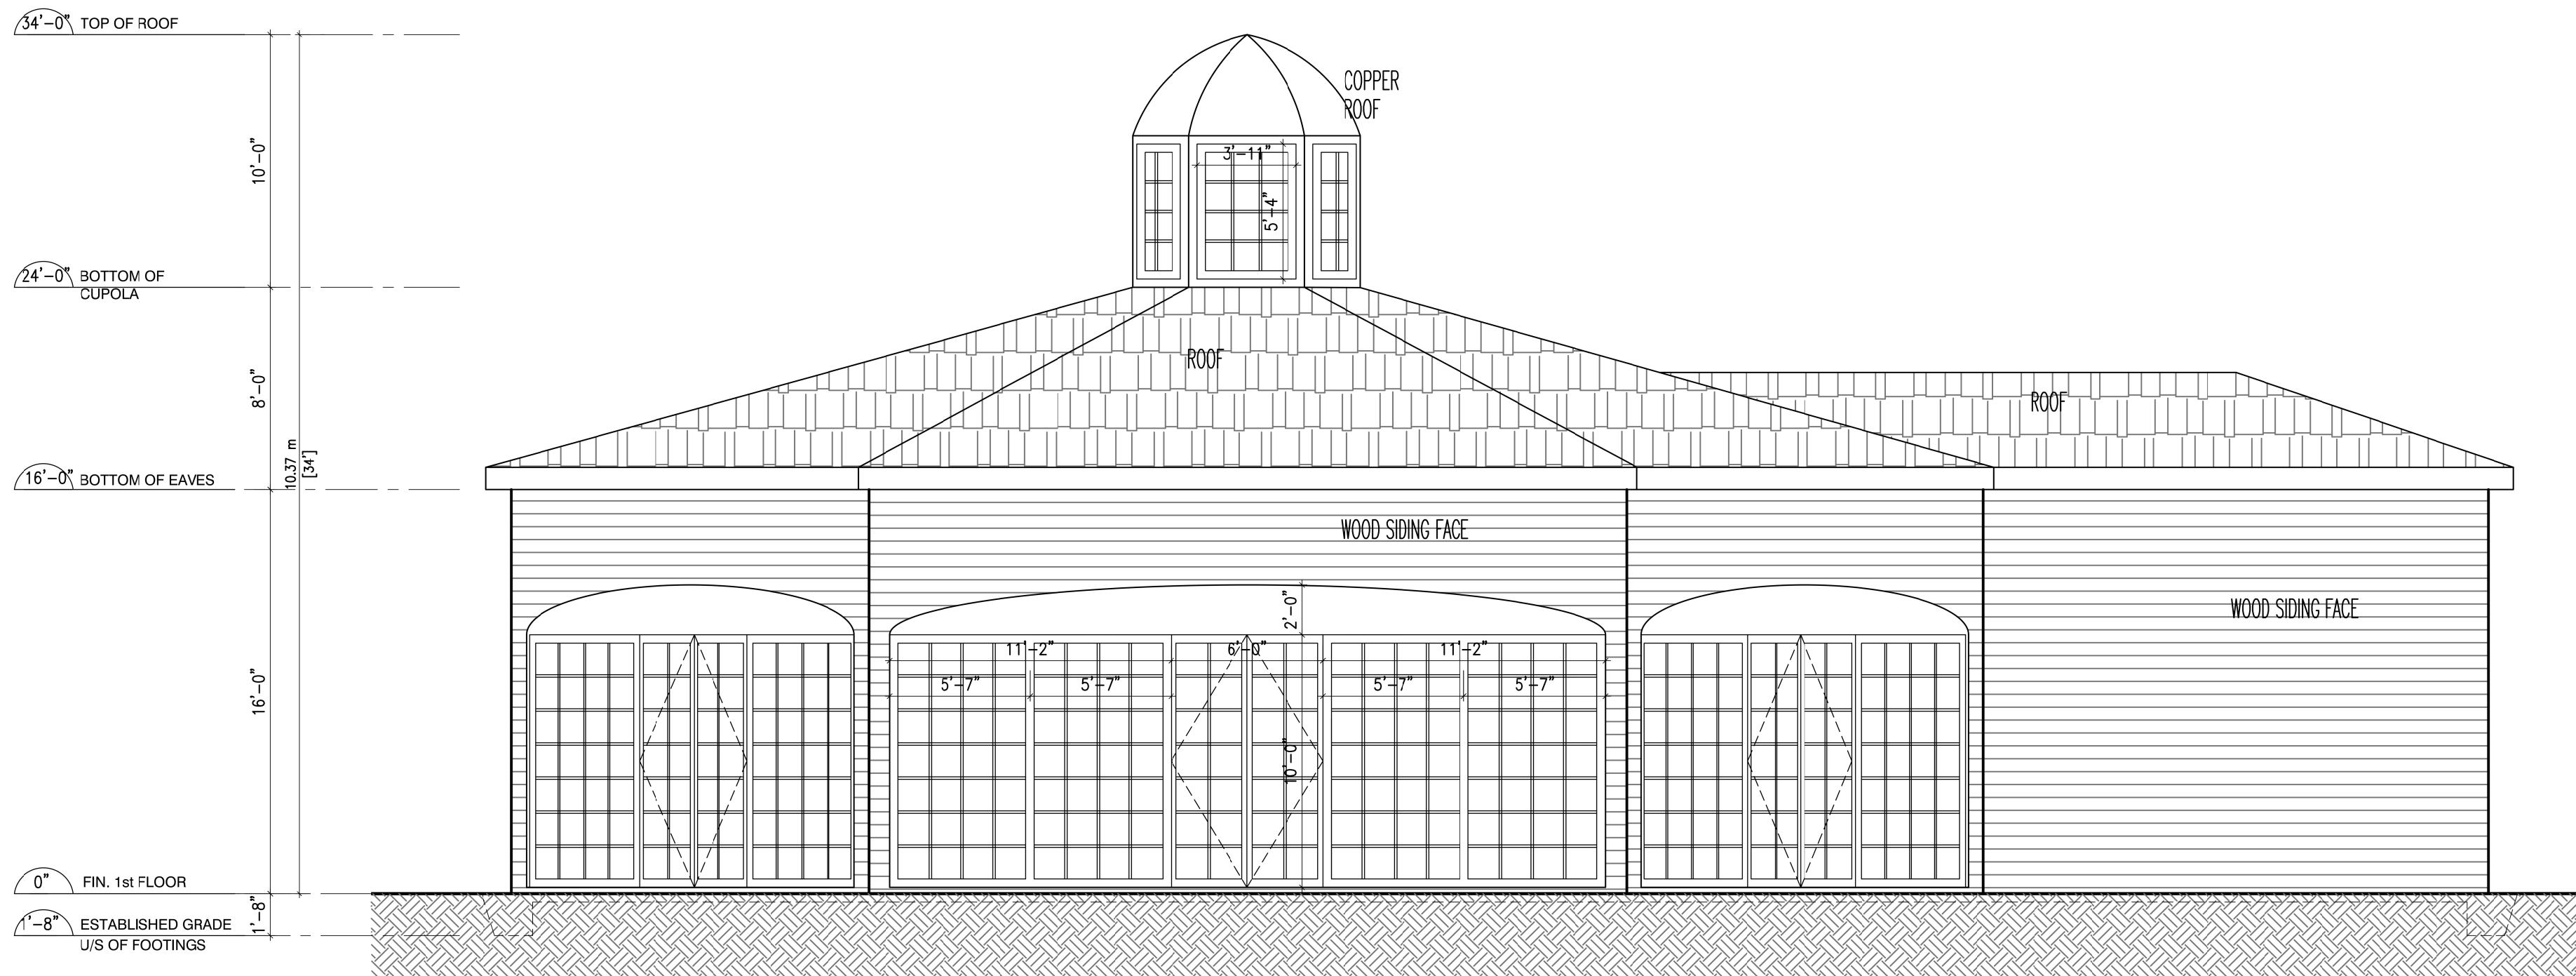 34'-0" TOP OF ROOF
COPPER
ROOF
10'-0"
3'-11"
5'-4"
24'-0" BOTTOM OF
CUPOLA
ROOF
8'-0"
ROOF
10.37 m
[34']
16'-0" BOTTOM OF EAVES
WOOD SIDING FACE
WOOD SIDING FACE
2'-0"
11'-2" 6'-0" 11'-2"
5'-7" 5'-7" 5'-7" 5'-7"
16'-0"
10'-0"
0" FIN. 1st FLOOR
1'-8"
1'-8" ESTABLISHED GRADE
U/S OF FOOTINGS